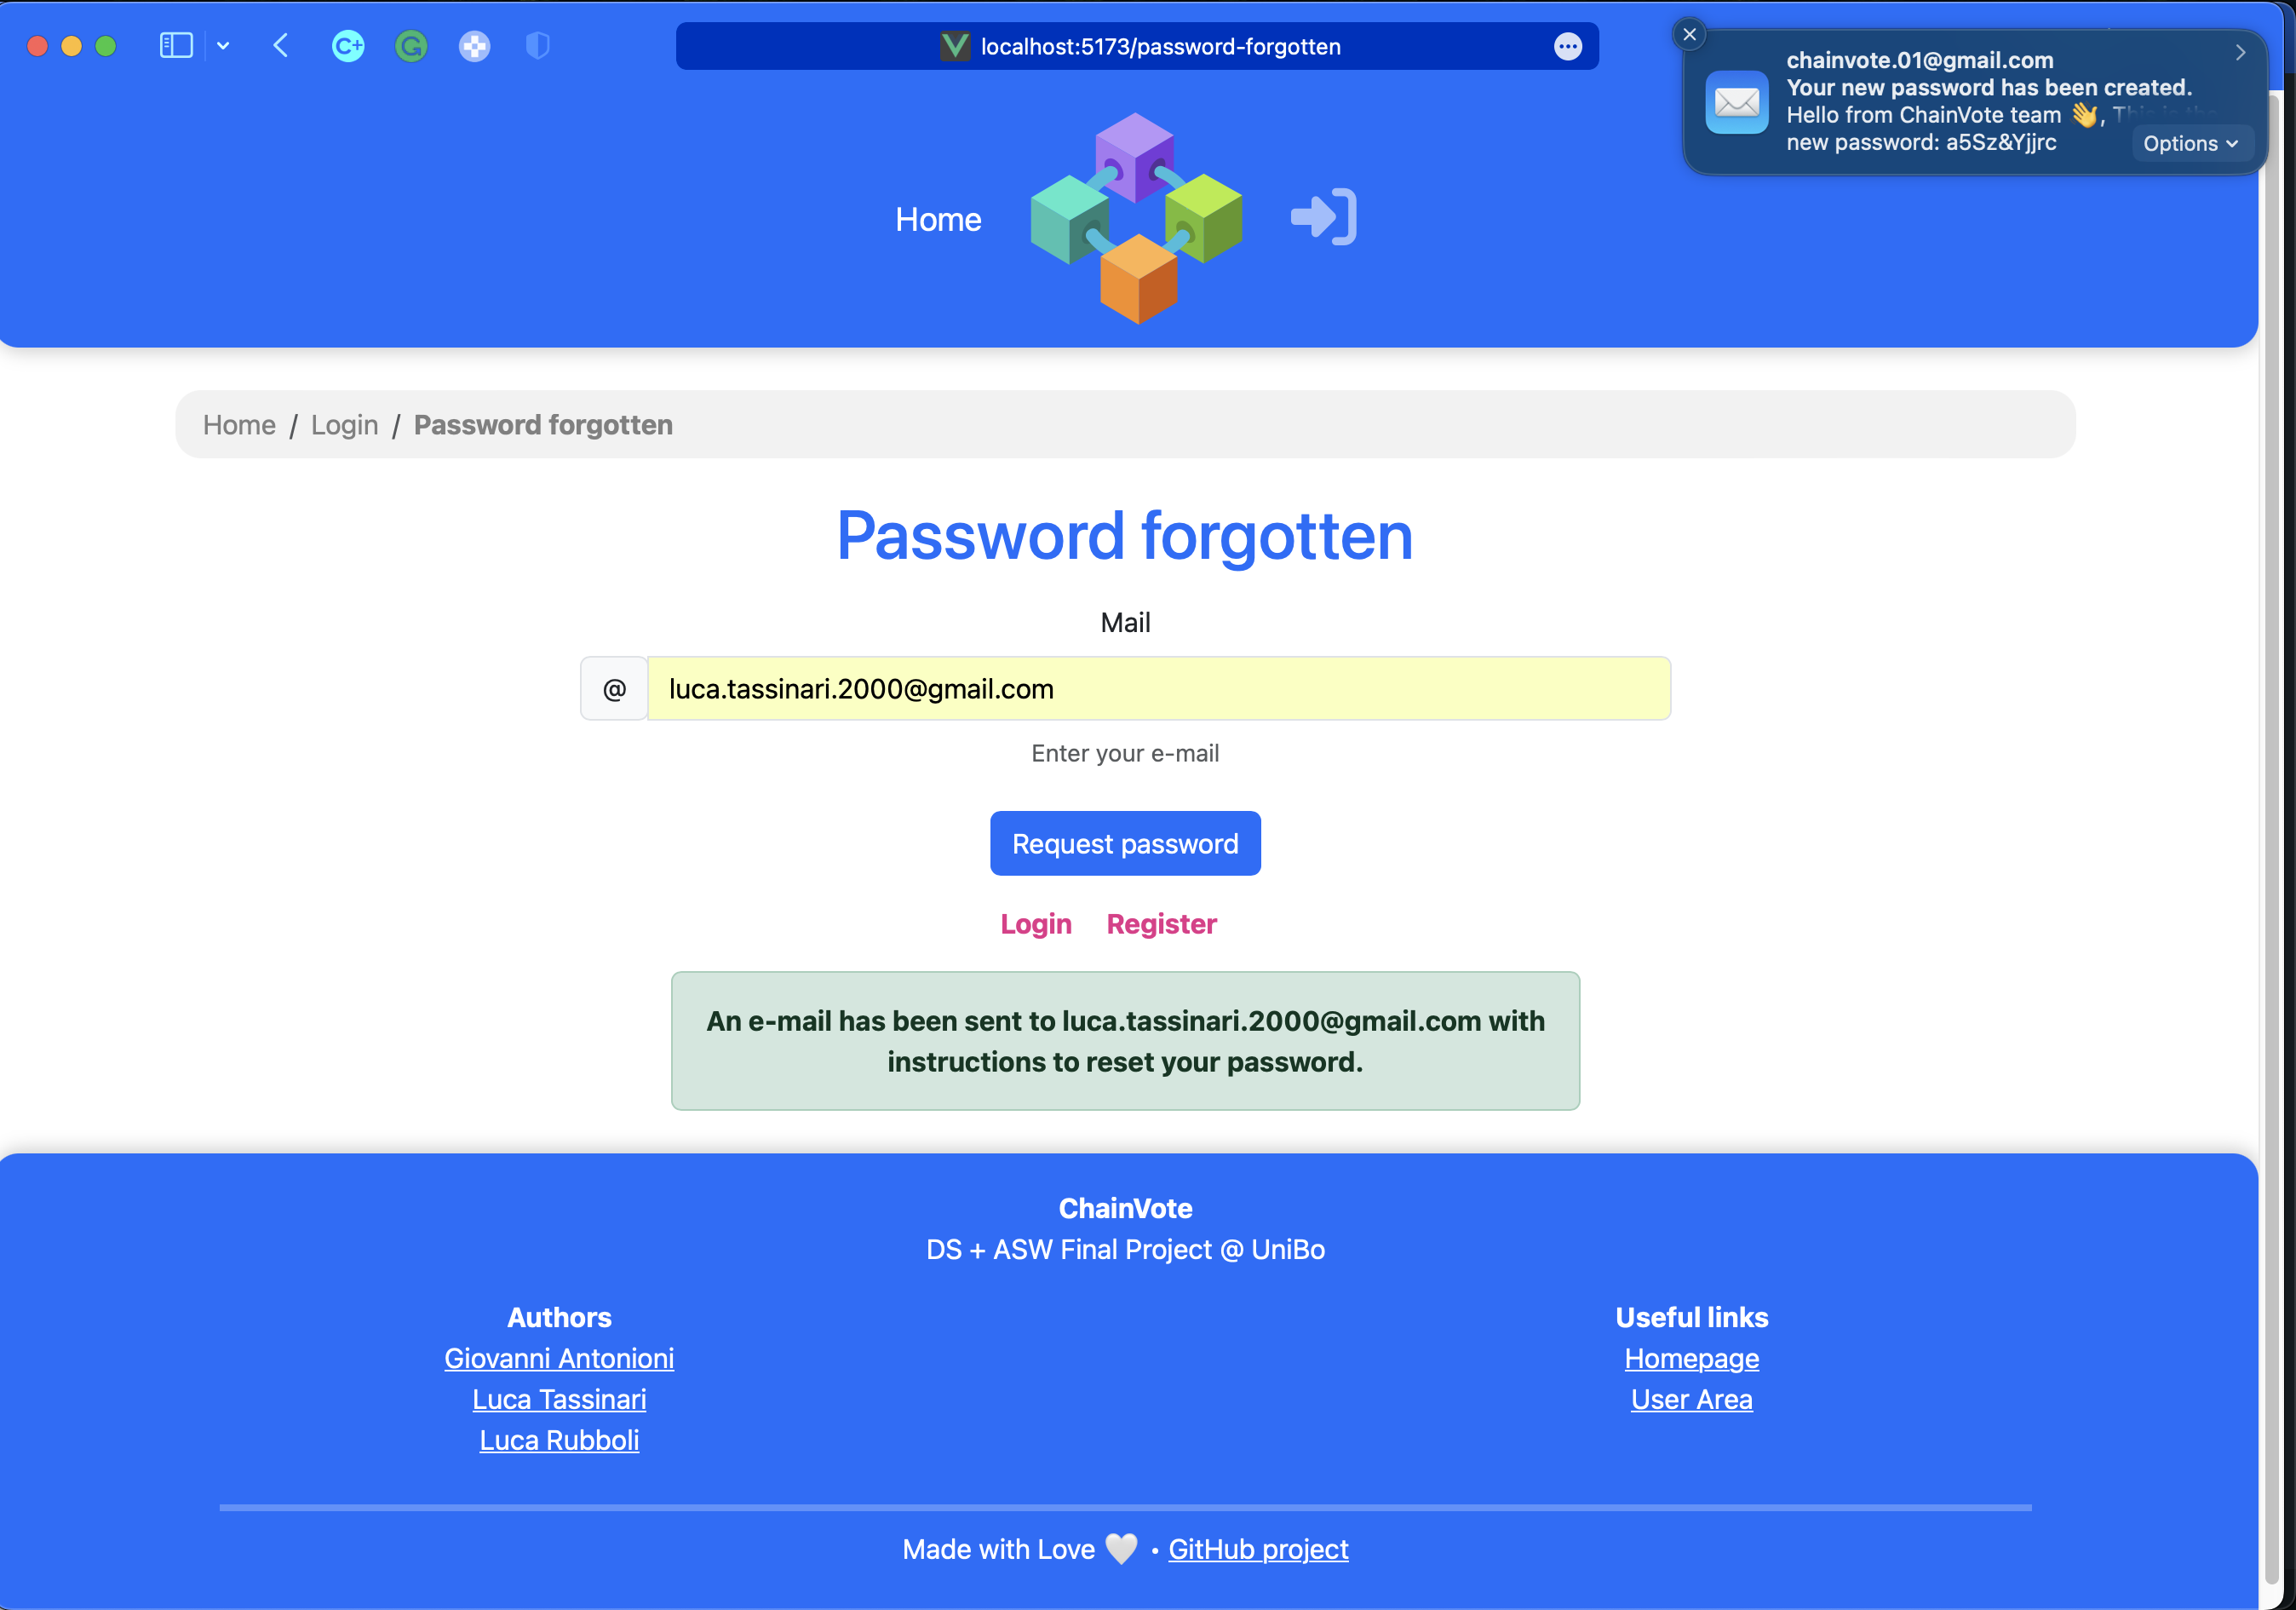 localhost:5173/password-forgotten
chainvote.01@gmail.com
Your new password has been created.
Hello from ChainVote team 👋, This is the
new password: a5Sz&Yjjrc
Options
Home
Home / Login / Password forgotten
Password forgotten
Mail
@ luca.tassinari.2000@gmail.com
Enter your e-mail
Request password
Login Register
An e-mail has been sent to luca.tassinari.2000@gmail.com with
instructions to reset your password.
ChainVote
DS + ASW Final Project @ UniBo
Authors
Giovanni Antonioni
Luca Tassinari
Luca Rubboli
Useful links
Homepage
User Area
Made with Love 🤍 • GitHub project